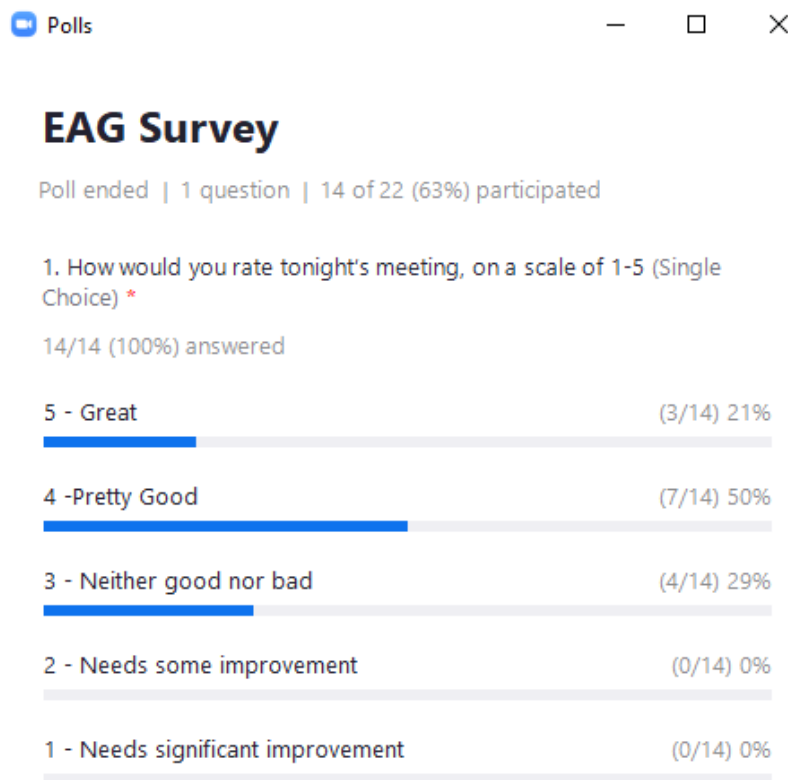 Polls
EAG Survey
Poll ended | 1 question | 14 of 22 (63%) participated
1. How would you rate tonight's meeting, on a scale of 1-5 (Single
Choice) *
14/14 (100%) answered
5 - Great (3/14) 21%
4 -Pretty Good (7/14) 50%
3 - Neither good nor bad (4/14) 29%
2 - Needs some improvement (0/14) 0%
1 - Needs significant improvement (0/14) 0%